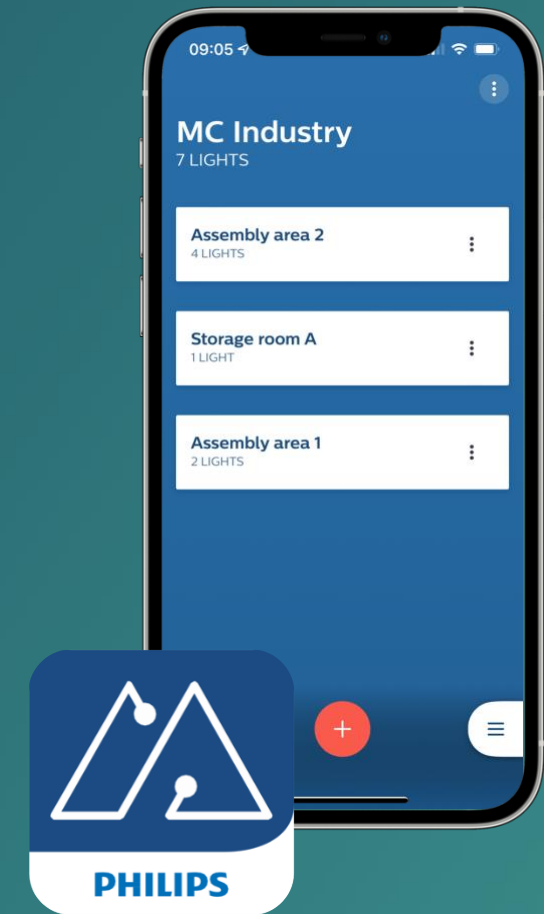 09:05
MC Industry
7 LIGHTS
Assembly area 2
4 LIGHTS
Storage room A
1 LIGHT
Assembly area 1
2 LIGHTS
PHILIPS